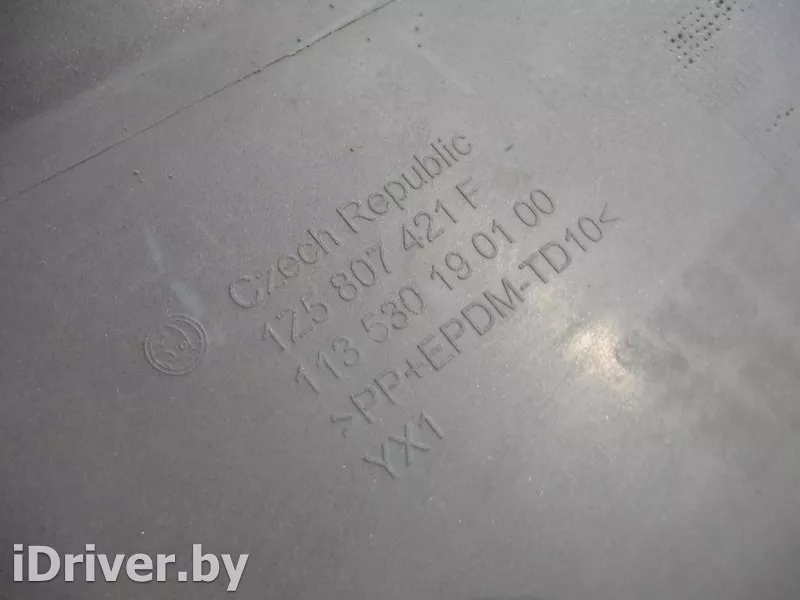 Czech Republic
1Z5 807 421 F
113 530 19 01 00
>PP+EPDM-TD10<
YX1
iDriver.by